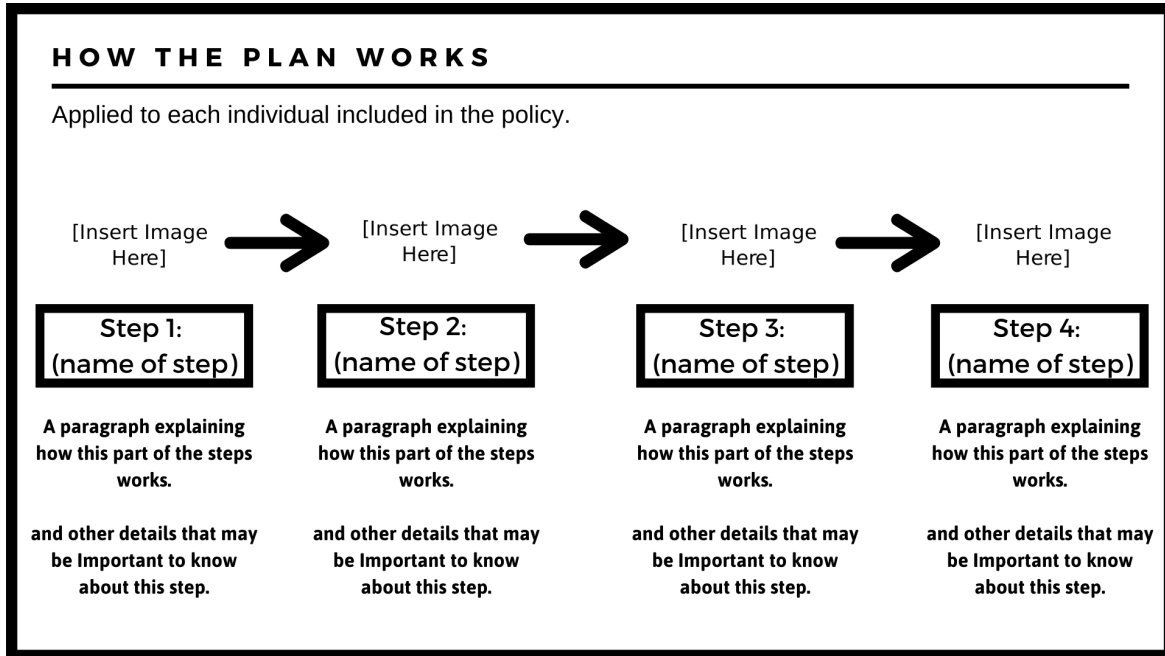 HOW THE PLAN WORKS
Applied to each individual included in the policy.
[Insert Image
Here]
[Insert Image
Here]
[Insert Image
Here]
[Insert Image
Here]
Step 1:
(name of step)
A paragraph explaining
how this part of the steps
works.
and other details that may
be Important to know
about this step.
Step 2:
(name of step)
A paragraph explaining
how this part of the steps
works.
and other details that may
be Important to know
about this step.
Step 3:
(name of step)
A paragraph explaining
how this part of the steps
works.
and other details that may
be Important to know
about this step.
Step 4:
(name of step)
A paragraph explaining
how this part of the steps
works.
and other details that may
be Important to know
about this step.